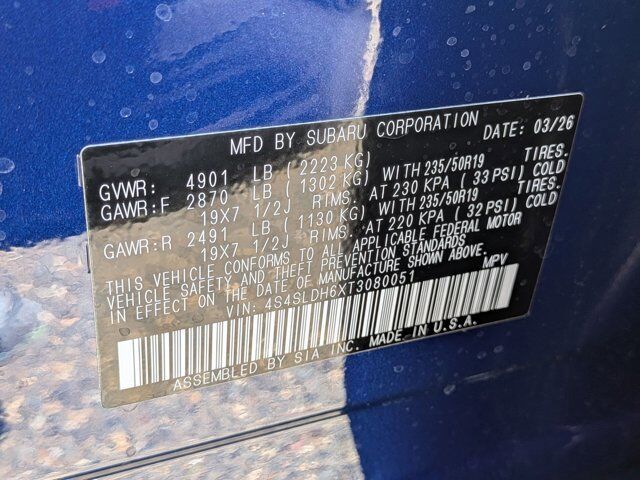 MFD BY SUBARU CORPORATION DATE: 03/26
GVWR: 4901 LB (2223 KG)
GAWR:F 2870 LB (1302 KG) WITH 235/50R19 TIRES,
19X7 1/2J RIMS, AT 230 KPA (33 PSI) COLD
GAWR:R 2491 LB (1130 KG) WITH 235/50R19 TIRES,
19X7 1/2J RIMS, AT 220 KPA (32 PSI) COLD
THIS VEHICLE CONFORMS TO ALL APPLICABLE FEDERAL MOTOR
VEHICLE SAFETY AND THEFT PREVENTION STANDARDS
IN EFFECT ON THE DATE OF MANUFACTURE SHOWN ABOVE.
VIN: 4S4SLDH6XT3080051 MPV
ASSEMBLED BY SIA INC. MADE IN U.S.A.